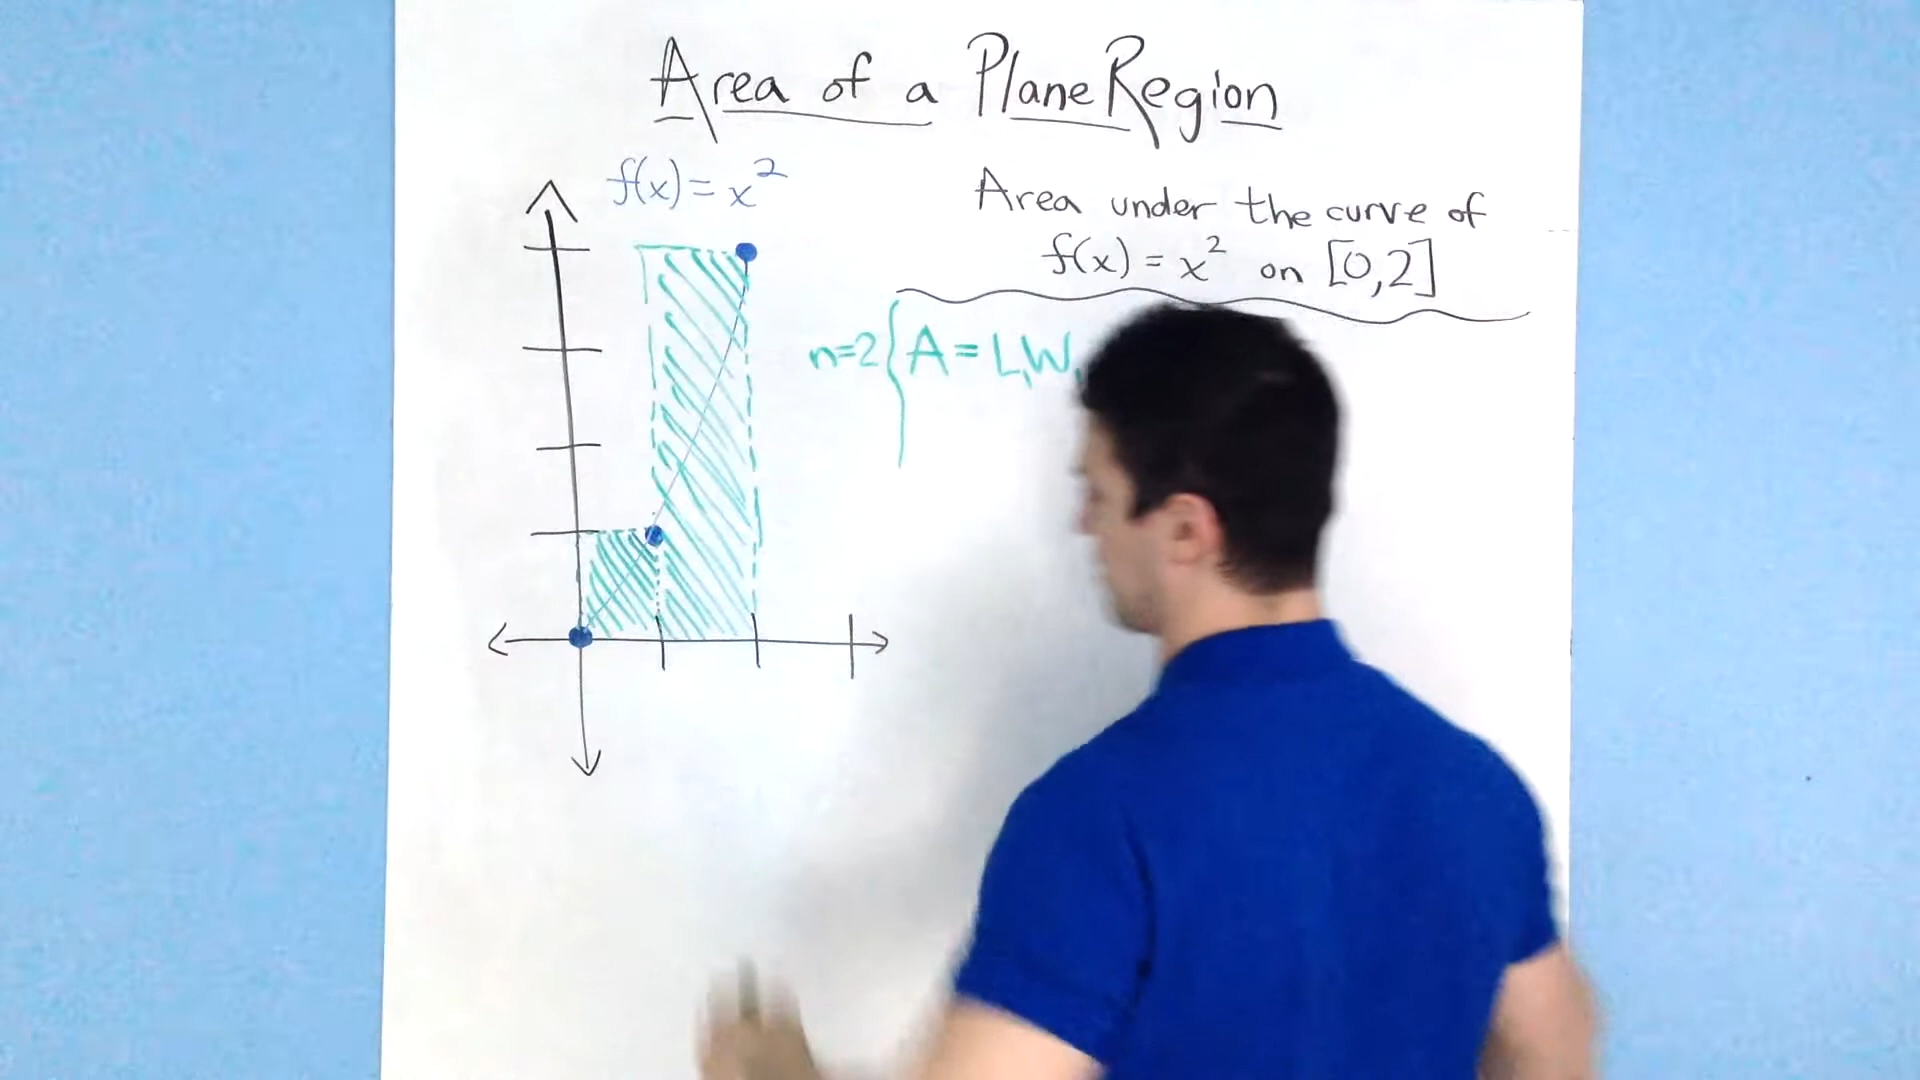 Area of a Plane Region
f(x) = x²
Area under the curve of
f(x) = x² on [0,2]
n=2 { A = L₁W₁